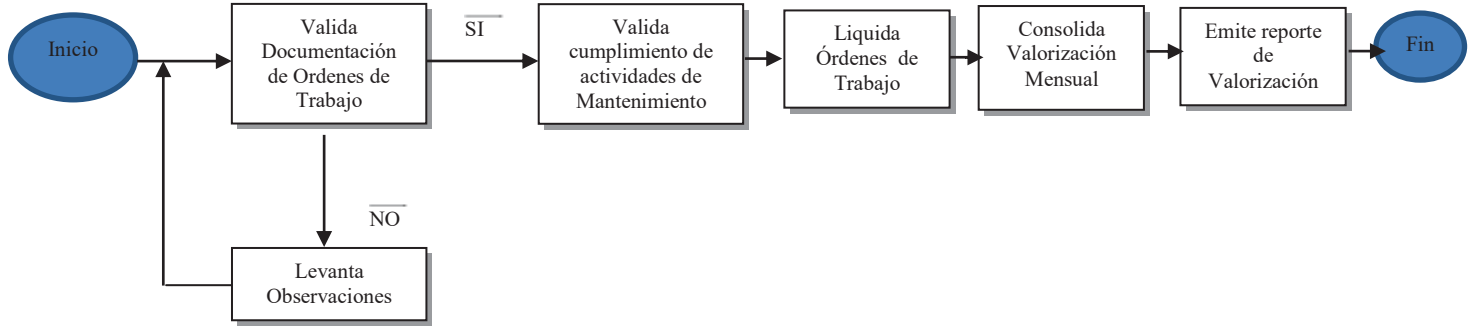 Inicio
Valida
Documentación
de Ordenes de
Trabajo
SI
Valida
cumplimiento de
actividades de
Mantenimiento
Liquida
Órdenes de
Trabajo
Consolida
Valorización
Mensual
Emite reporte
de
Valorización
Fin
NO
Levanta
Observaciones